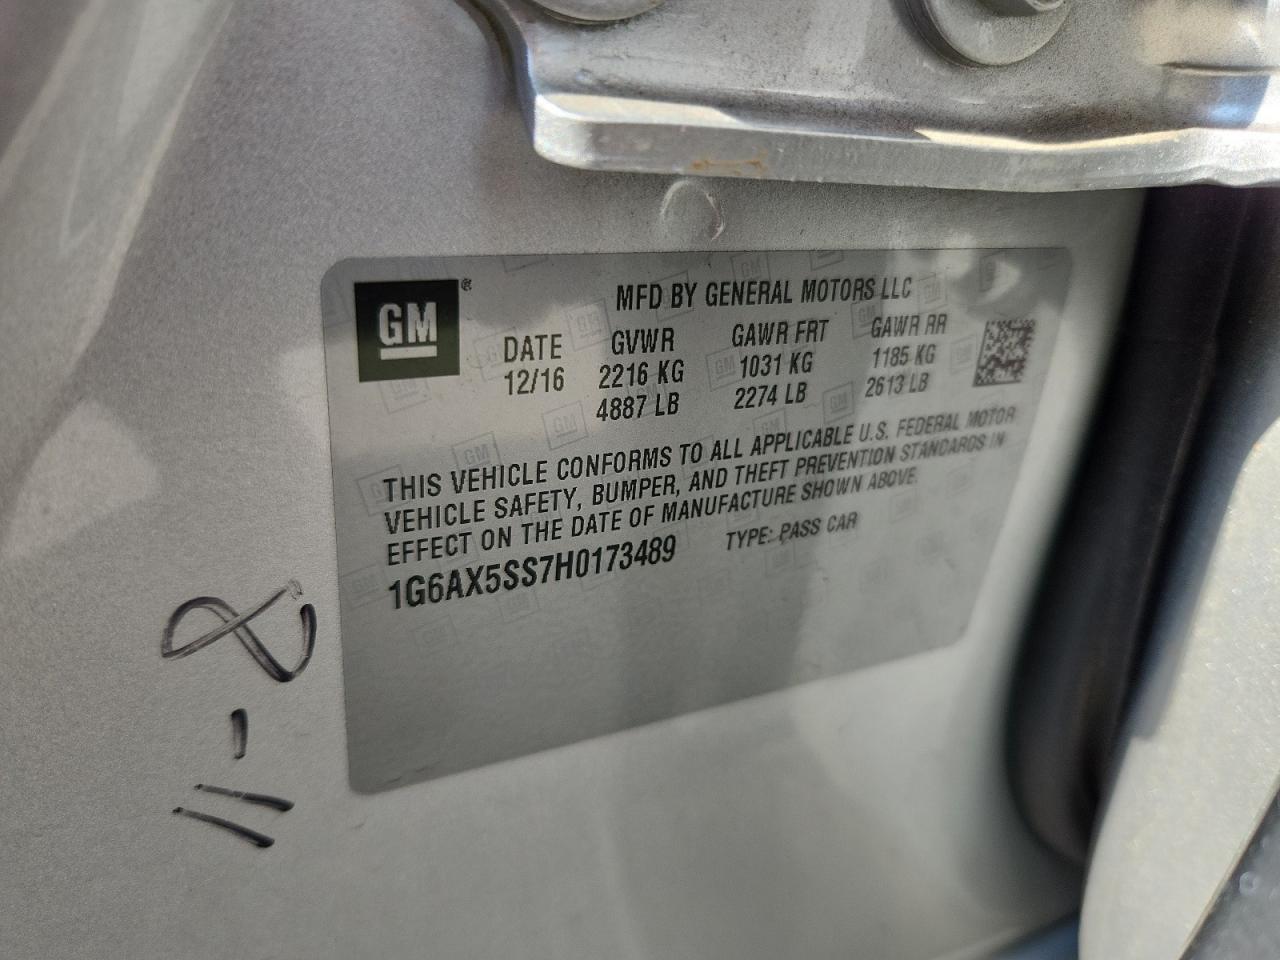 GM®
MFD BY GENERAL MOTORS LLC
DATE GVWR GAWR FRT GAWR RR
12/16 2216 KG 1031 KG 1185 KG
4887 LB 2274 LB 2613 LB
THIS VEHICLE CONFORMS TO ALL APPLICABLE U.S. FEDERAL MOTOR
VEHICLE SAFETY, BUMPER, AND THEFT PREVENTION STANDARDS IN
EFFECT ON THE DATE OF MANUFACTURE SHOWN ABOVE.
1G6AX5SS7H0173489 TYPE: PASS CAR
11-8